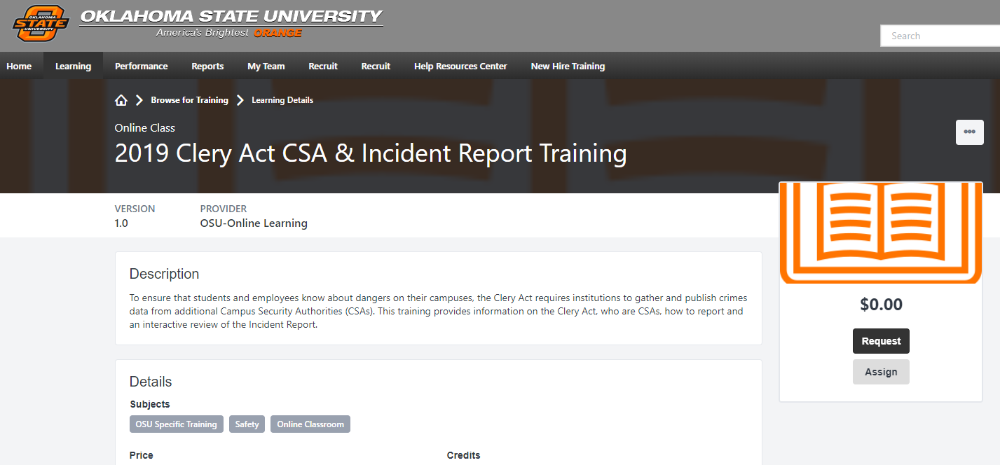 OKLAHOMA
STATE
UNIVERSITY
OKLAHOMA STATE UNIVERSITY
America's Brightest ORANGE
Search
Home Learning Performance Reports My Team Recruit Recruit Help Resources Center New Hire Training
Browse for Training Learning Details
Online Class
2019 Clery Act CSA & Incident Report Training
VERSION PROVIDER
1.0 OSU-Online Learning
Description
To ensure that students and employees know about dangers on their campuses, the Clery Act requires institutions to gather and publish crimes
data from additional Campus Security Authorities (CSAs). This training provides information on the Clery Act, who are CSAs, how to report and
an interactive review of the Incident Report.
$0.00
Request
Assign
Details
Subjects
OSU Specific Training Safety Online Classroom
Price Credits